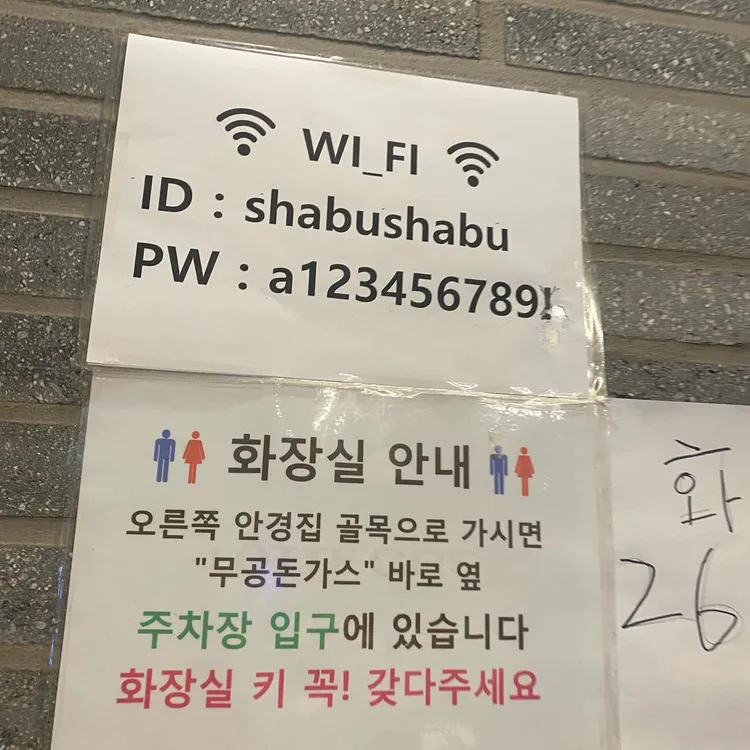 WI_FI
ID : shabushabu
PW : a123456789!
화장실 안내
오른쪽 안경집 골목으로 가시면
"무공돈가스" 바로 옆
주차장 입구에 있습니다
화장실 키 꼭! 갖다주세요
화
26